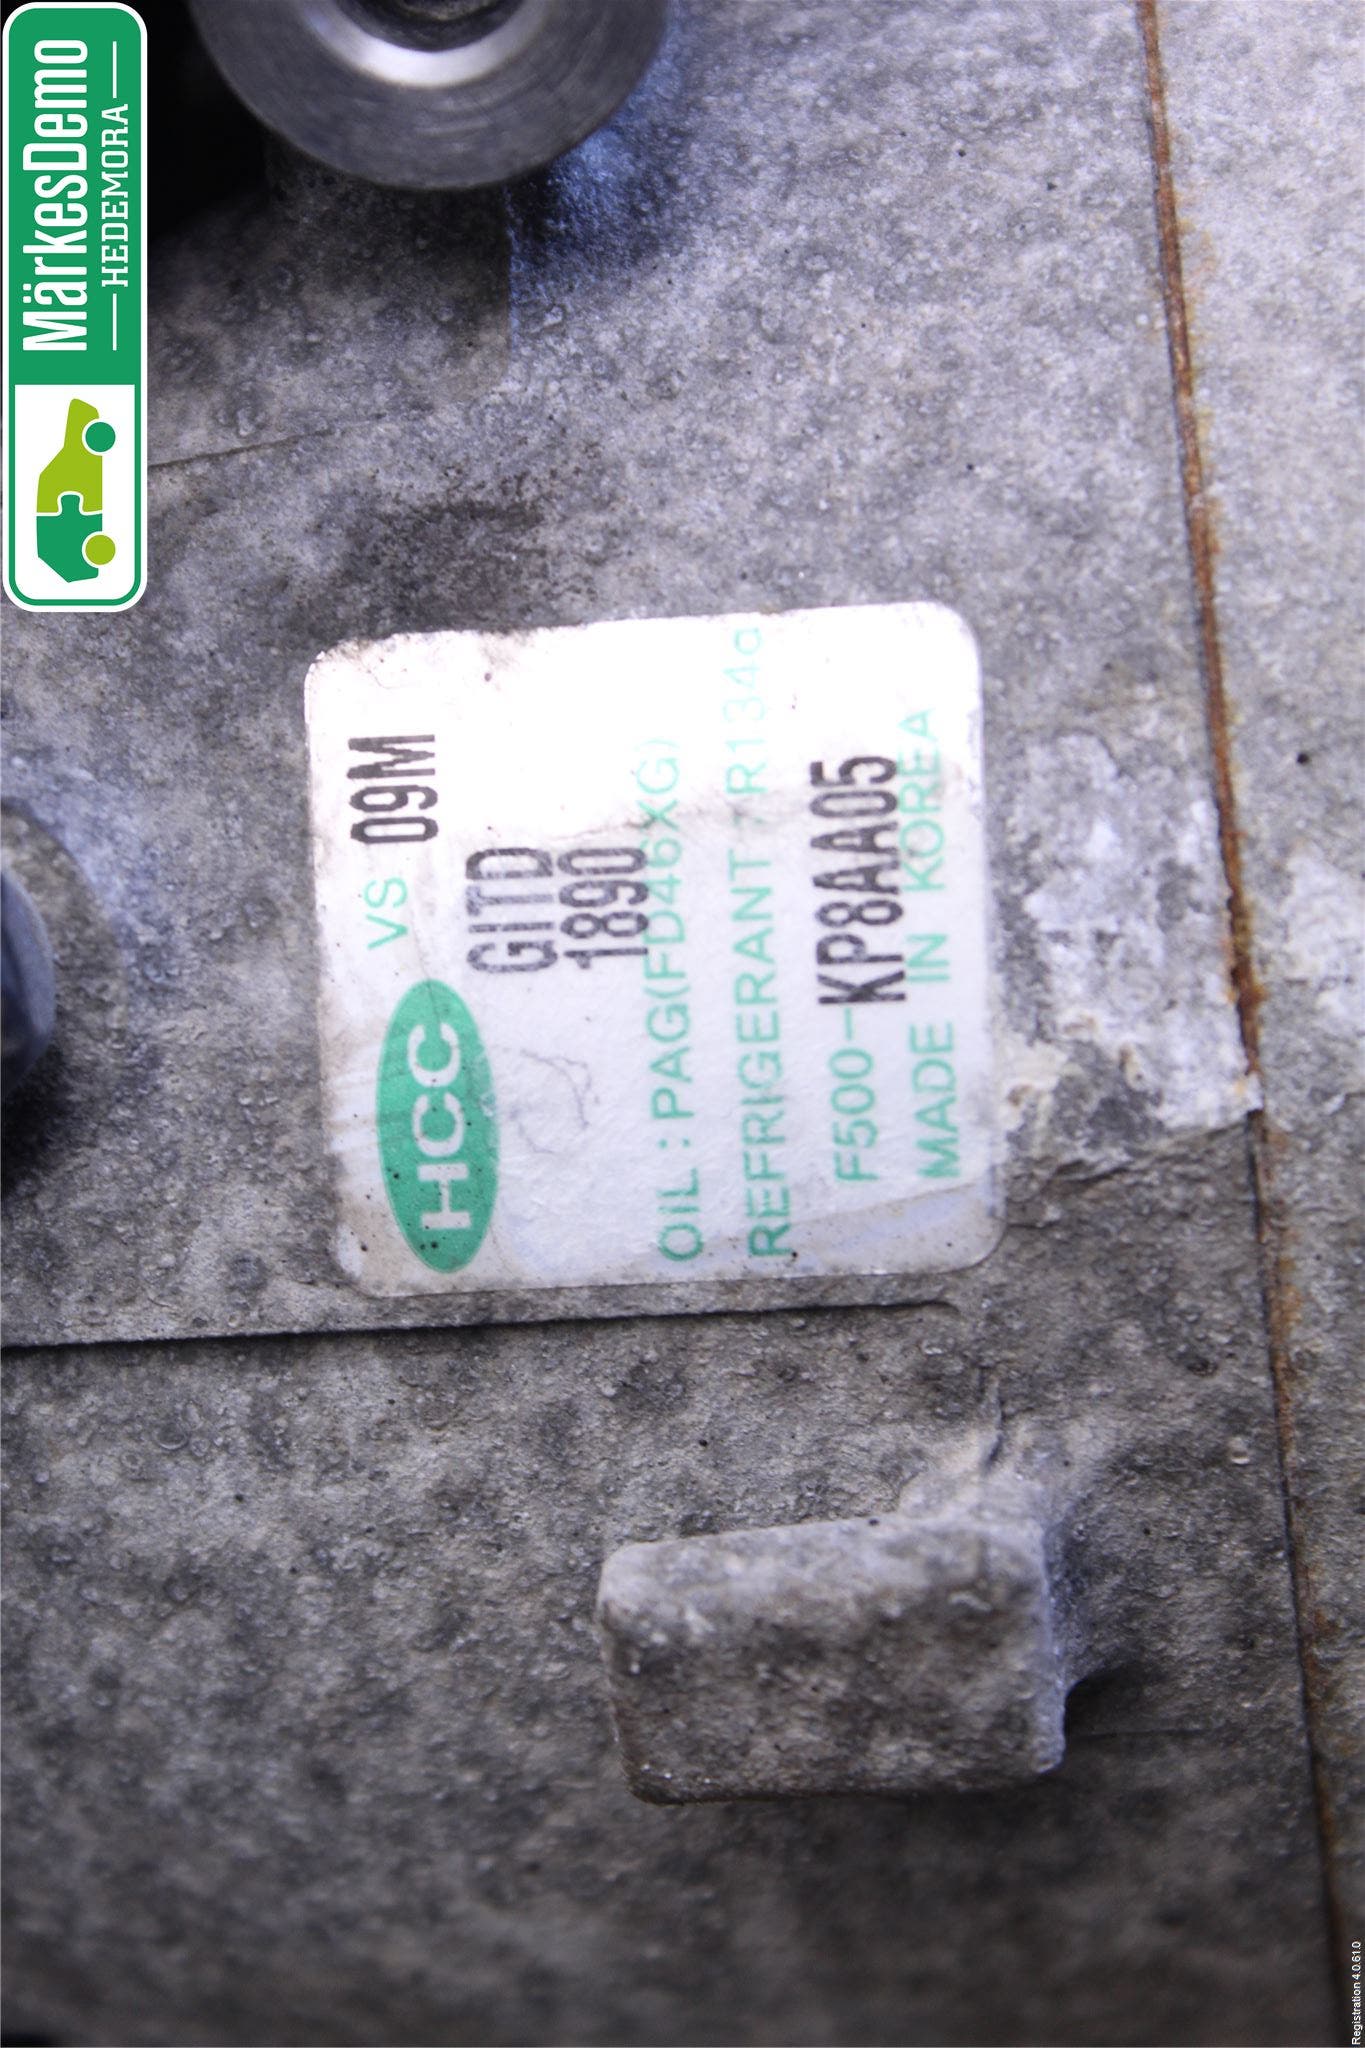 MärkesDemo
HEDEMORA
HCC VS 09M
GITD
1890
OIL : PAG(FD46XG)
REFRIGERANT : R134a
F500-KP8AA05
MADE IN KOREA
Registration 4.0.61.0